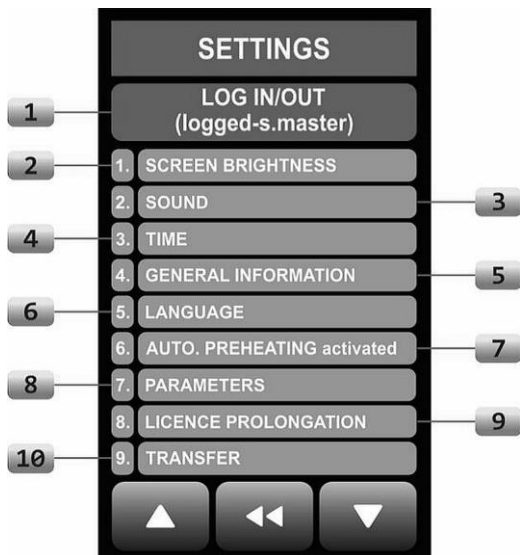 SETTINGS
1
LOG IN/OUT
(logged-s.master)
2
1. SCREEN BRIGHTNESS
2. SOUND
3
4
3. TIME
4. GENERAL INFORMATION
5
6
5. LANGUAGE
6. AUTO. PREHEATING activated
7
8
7. PARAMETERS
8. LICENCE PROLONGATION
9
10
9. TRANSFER